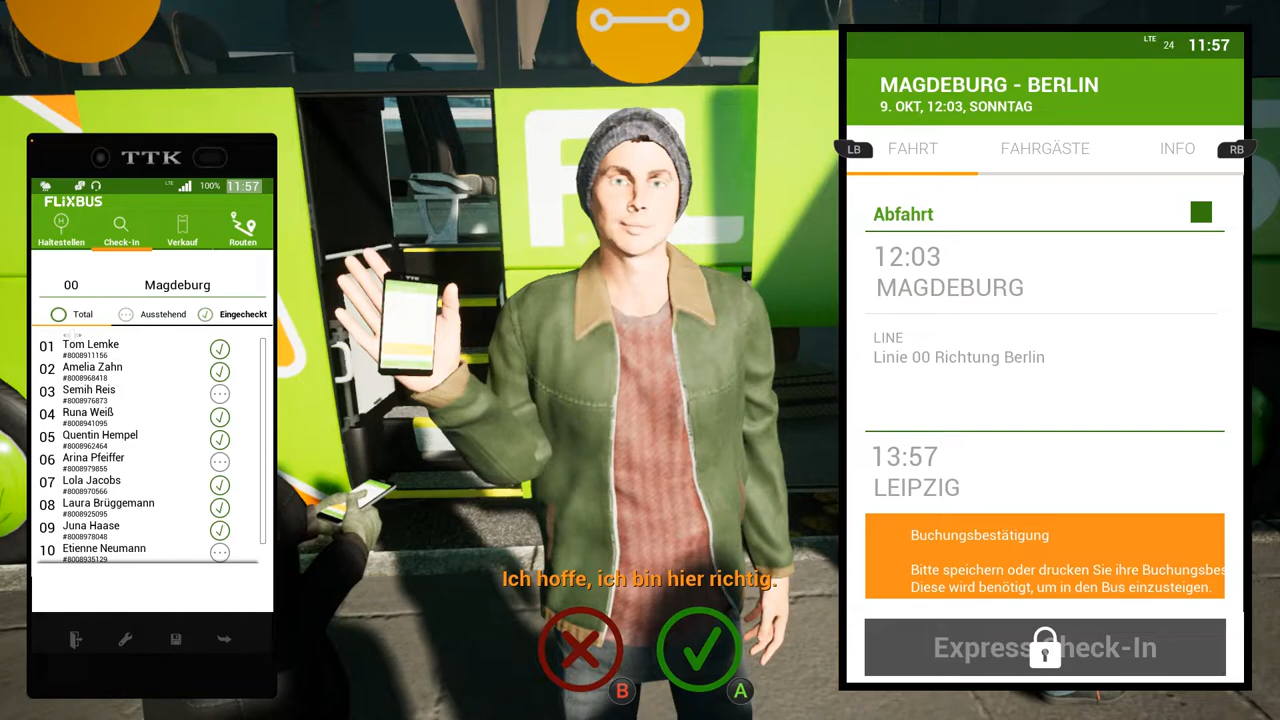 TTK
100%
11:57
FLiXBUS
Haltestellen
Check-In
Verkauf
Routen
00 Magdeburg
Total
Ausstehend
Eingecheckt
01 Tom Lemke
#8008911156
02 Amelia Zahn
#8008968418
03 Semih Reis
#8008976873
04 Runa Weiß
#8008941095
05 Quentin Hempel
#8008962464
06 Arina Pfeiffer
#8008979855
07 Lola Jacobs
#8008970566
08 Laura Brüggemann
#8008925095
09 Juna Haase
#8008978048
10 Etienne Neumann
#8008935129
FL
TTK
Ich hoffe, ich bin hier richtig.
B
A
LTE 24 11:57
MAGDEBURG - BERLIN
9. OKT, 12:03, SONNTAG
LB FAHRT FAHRGÄSTE INFO RB
Abfahrt
12:03
MAGDEBURG
LINE
Linie 00 Richtung Berlin
13:57
LEIPZIG
Buchungsbestätigung
Bitte speichern oder drucken Sie ihre Buchungsbes
Diese wird benötigt, um in den Bus einzusteigen.
Express Check-In